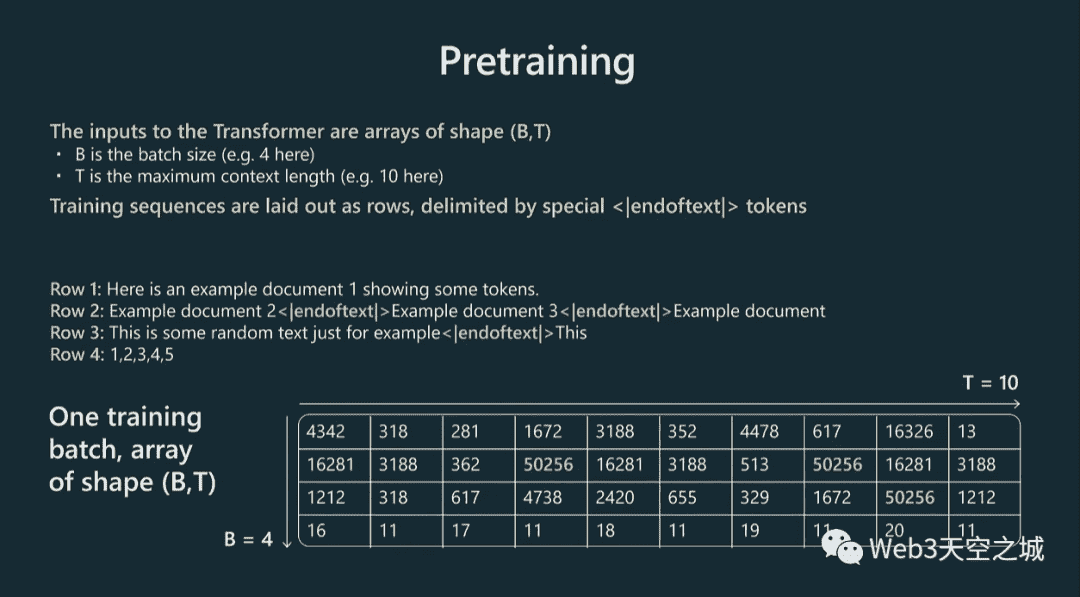 Pretraining
The inputs to the Transformer are arrays of shape (B,T)
· B is the batch size (e.g. 4 here)
· T is the maximum context length (e.g. 10 here)
Training sequences are laid out as rows, delimited by special <|endoftext|> tokens
Row 1: Here is an example document 1 showing some tokens.
Row 2: Example document 2<|endoftext|>Example document 3<|endoftext|>Example document
Row 3: This is some random text just for example<|endoftext|>This
Row 4: 1,2,3,4,5
T = 10
One training
batch, array
of shape (B,T)
B = 4
4342 318 281 1672 3188 352 4478 617 16326 13
16281 3188 362 50256 16281 3188 513 50256 16281 3188
1212 318 617 4738 2420 655 329 1672 50256 1212
16 11 17 11 18 11 19 11 20 11
Web3天空之城